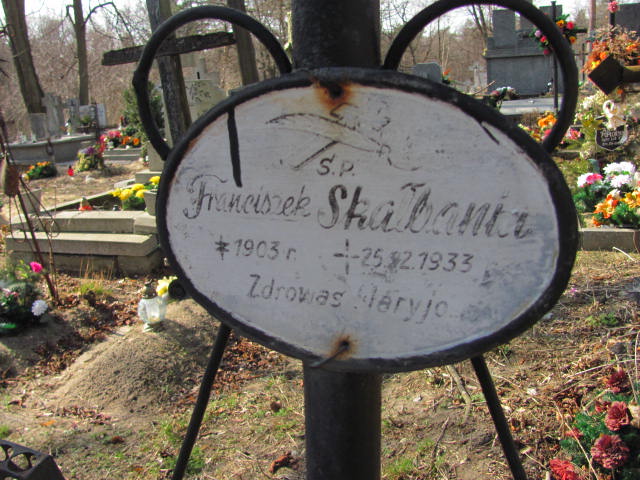 Ś.P.
Franciszek Skałbania
* 1903 r. + 25.12.1933
Zdrowaś Maryjo